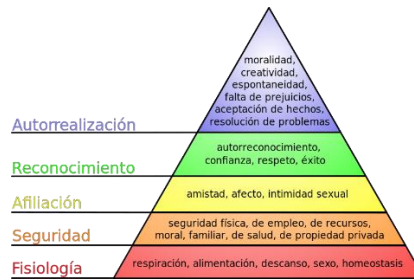 moralidad,
creatividad,
espontaneidad,
falta de prejuicios,
aceptación de hechos,
resolución de problemas
Autorrealización
autorreconocimiento,
confianza, respeto, éxito
Reconocimiento
amistad, afecto, intimidad sexual
Afiliación
seguridad física, de empleo, de recursos,
moral, familiar, de salud, de propiedad privada
Seguridad
respiración, alimentación, descanso, sexo, homeostasis
Fisiología